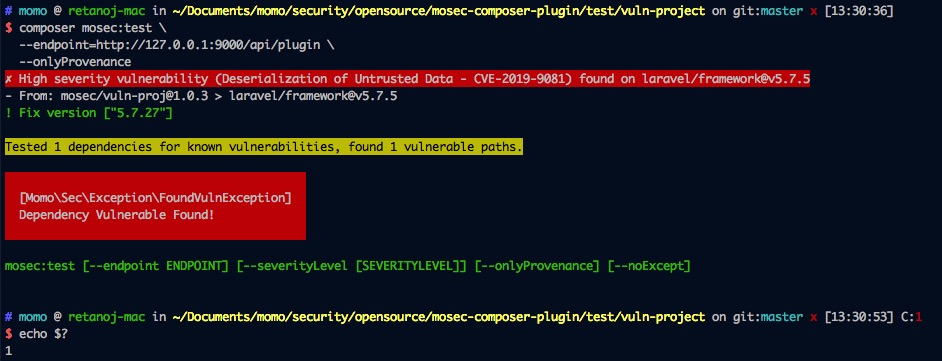 # momo @ retanoj-mac in ~/Documents/momo/security/opensource/mosec-composer-plugin/test/vuln-project on git:master x [13:30:36]
$ composer mosec:test \
--endpoint=http://127.0.0.1:9000/api/plugin \
--onlyProvenance
✗ High severity vulnerability (Deserialization of Untrusted Data - CVE-2019-9081) found on laravel/framework@v5.7.5
- From: mosec/vuln-proj@1.0.3 > laravel/framework@v5.7.5
! Fix version ["5.7.27"]
Tested 1 dependencies for known vulnerabilities, found 1 vulnerable paths.
[Momo\Sec\Exception\FoundVulnException]
Dependency Vulnerable Found!
mosec:test [--endpoint ENDPOINT] [--severityLevel [SEVERITYLEVEL]] [--onlyProvenance] [--noExcept]
# momo @ retanoj-mac in ~/Documents/momo/security/opensource/mosec-composer-plugin/test/vuln-project on git:master x [13:30:53] C:1
$ echo $?
1